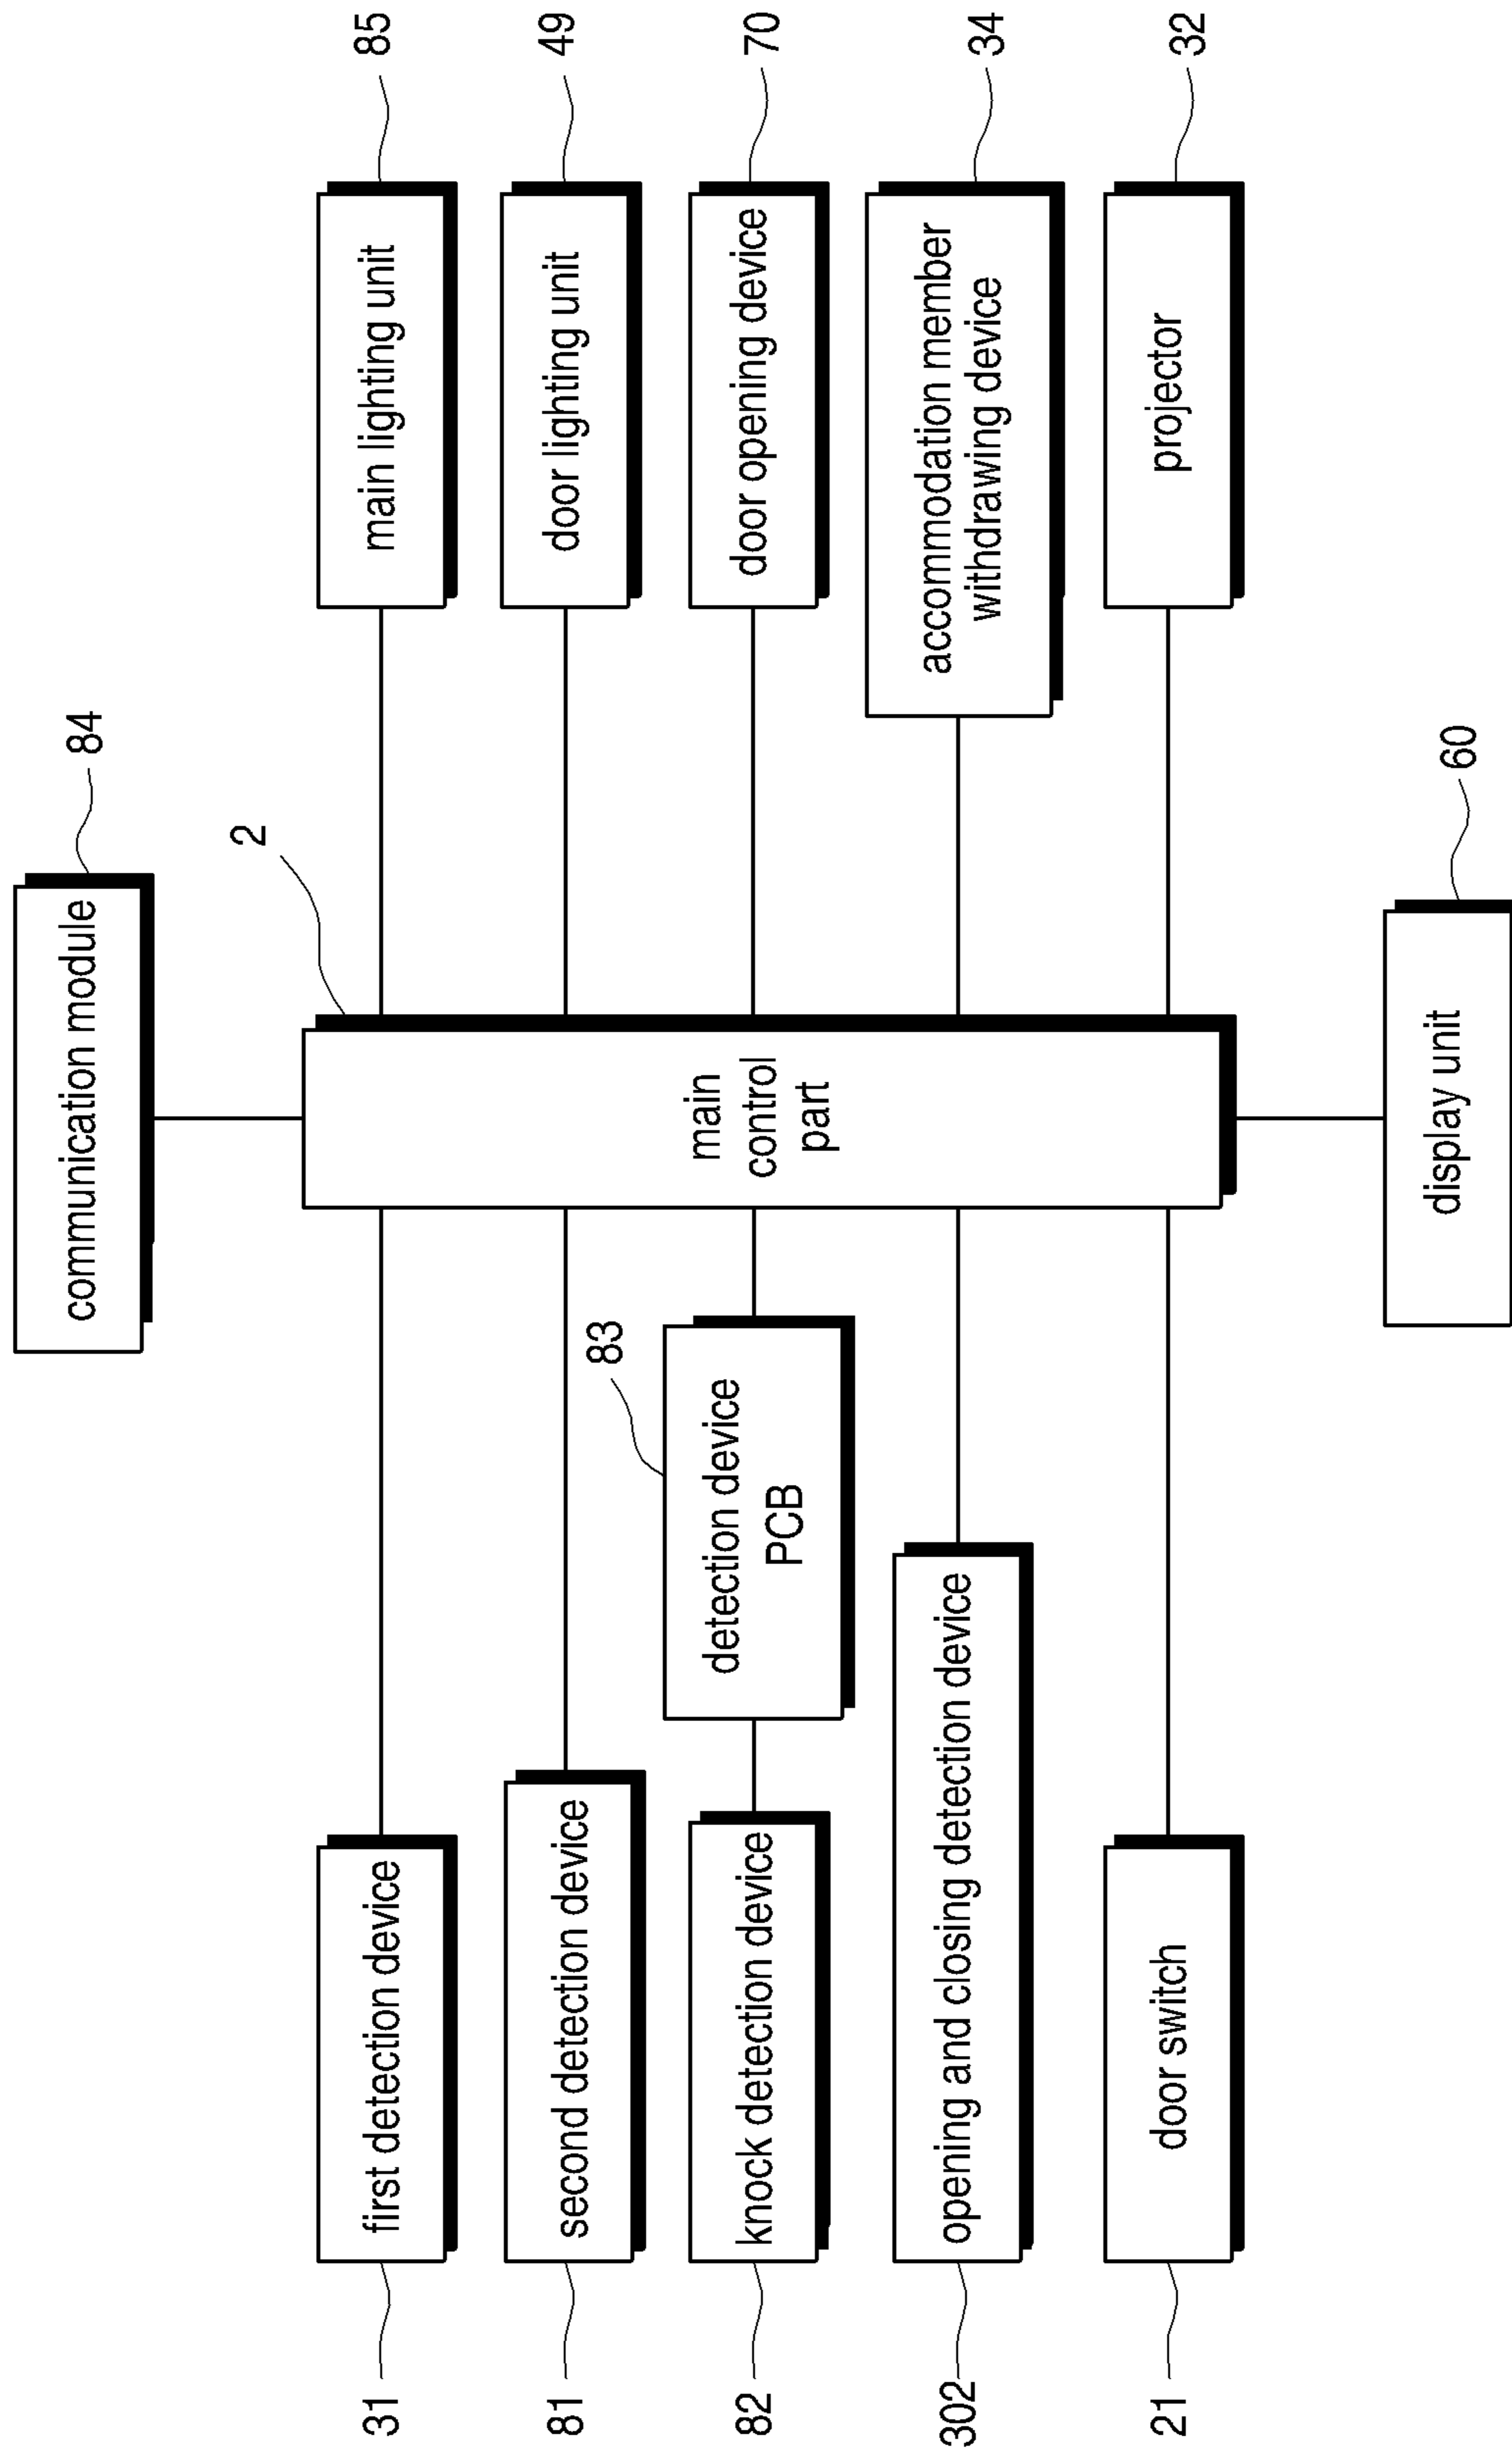 84
communication module
2
31
first detection device
main lighting unit
85
81
second detection device
door lighting unit
49
82
knock detection device
83
detection device
PCB
main
control
part
door opening device
70
302
opening and closing detection device
accommodation member
withdrawing device
34
21
door switch
projector
32
display unit
60